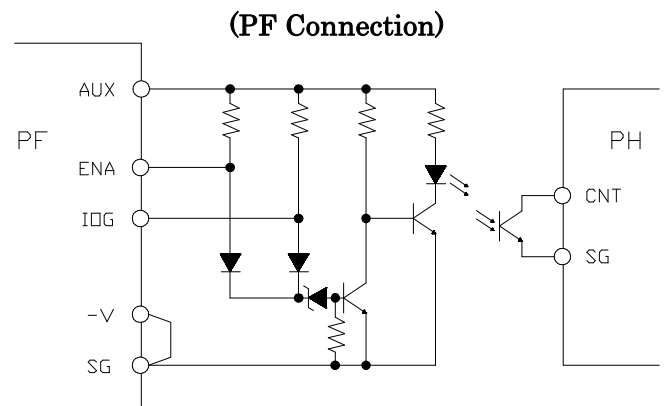 (PF Connection)
AUX
PF
PH
ENA
CNT
IOG
SG
-V
SG